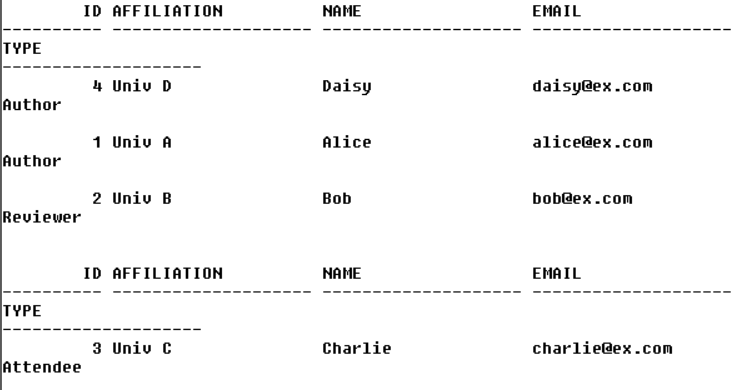 ID AFFILIATION          NAME                 EMAIL
---------- -------------------- -------------------- --------------------
TYPE
--------------------
         4 Univ D               Daisy                daisy@ex.com
Author
         1 Univ A               Alice                alice@ex.com
Author
         2 Univ B               Bob                  bob@ex.com
Reviewer
        ID AFFILIATION          NAME                 EMAIL
---------- -------------------- -------------------- --------------------
TYPE
--------------------
         3 Univ C               Charlie              charlie@ex.com
Attendee